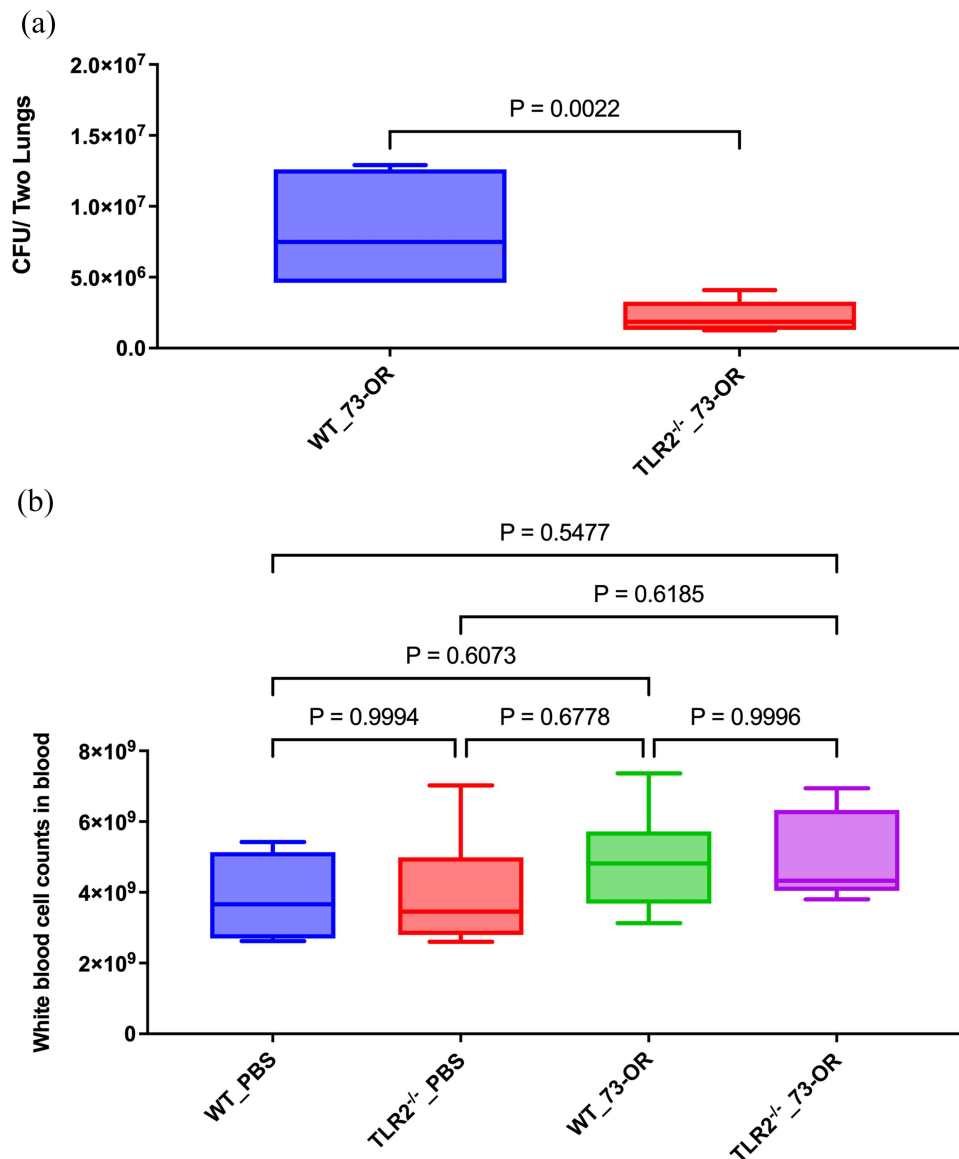 (a)
CFU/ Two Lungs
2.0×10⁷
1.5×10⁷
1.0×10⁷
5.0×10⁶
0.0
P = 0.0022
WT_73-OR
TLR2⁻/⁻_73-OR
(b)
P = 0.5477
P = 0.6185
P = 0.6073
P = 0.9994
P = 0.6778
P = 0.9996
White blood cell counts in blood
8×10⁹
6×10⁹
4×10⁹
2×10⁹
0
WT_PBS
TLR2⁻/⁻_PBS
WT_73-OR
TLR2⁻/⁻_73-OR